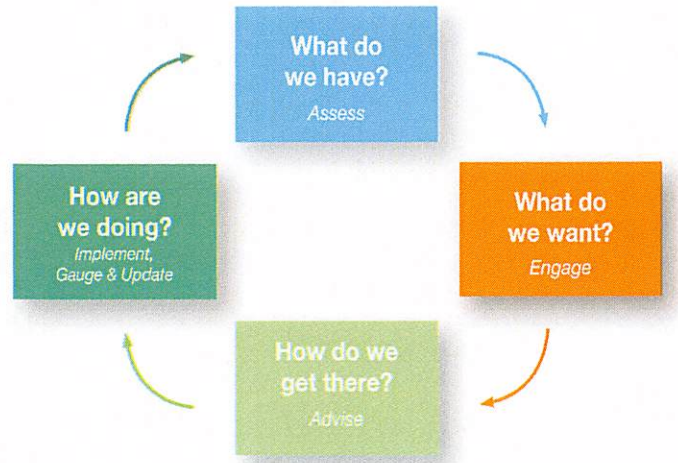 What do
we have?
Assess
What do
we want?
Engage
How do we
get there?
Advise
How are
we doing?
Implement,
Gauge & Update